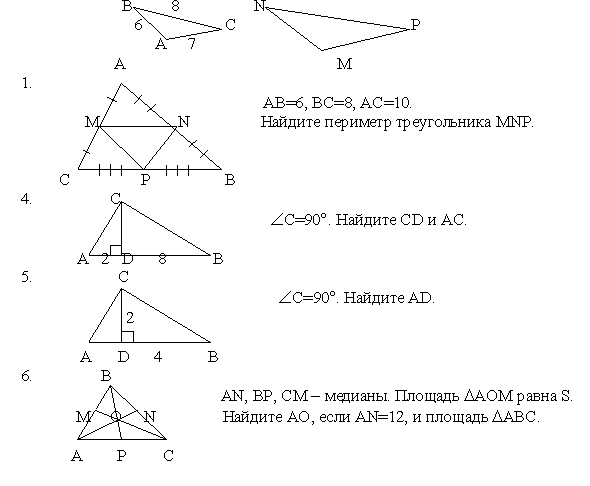 B 8 C
6
A 7
N P
M
1.
A
M N
C P B
AB=6, BC=8, AC=10.
Найдите периметр треугольника MNP.
4.
C
A 2 D 8 B
∠C=90°. Найдите CD и AC.
5.
C
2
A D 4 B
∠C=90°. Найдите AD.
6.
B
M O N
A P C
AN, BP, CM – медианы. Площадь ΔAOM равна S.
Найдите AO, если AN=12, и площадь ΔABC.